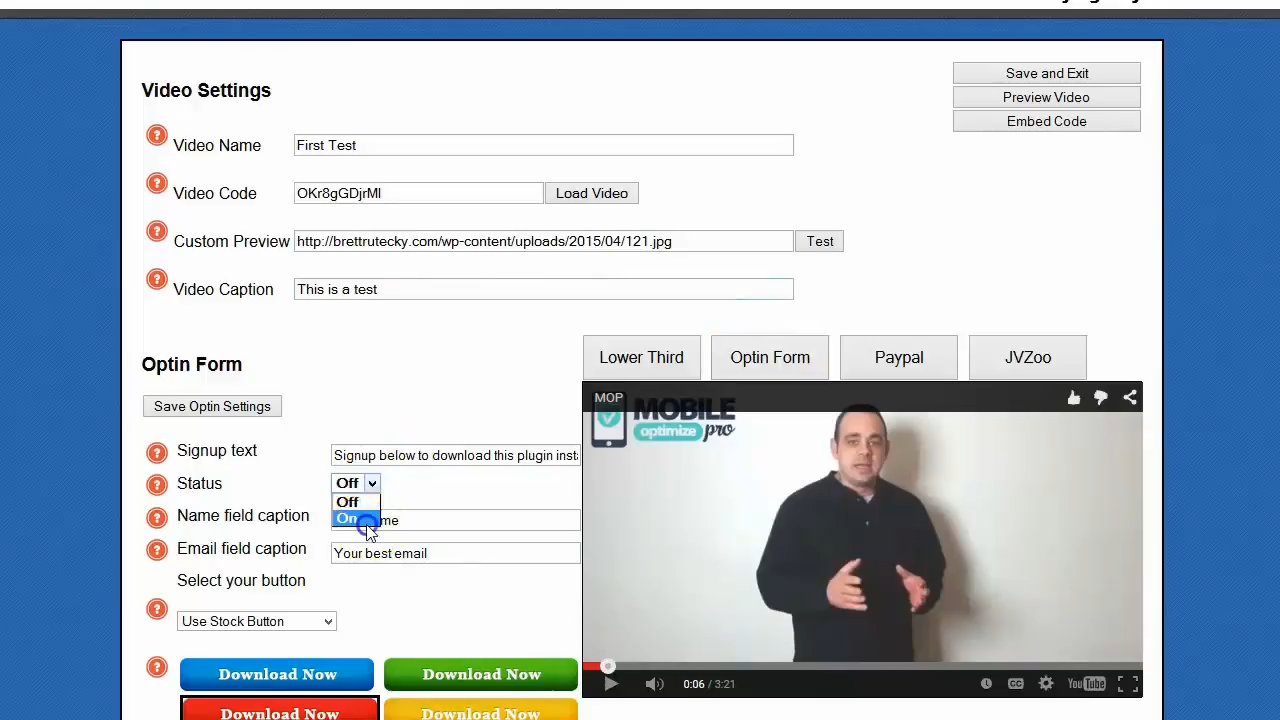 Video Settings
Save and Exit
Preview Video
Embed Code
Video Name First Test
Video Code OKr8gGDjrMI Load Video
Custom Preview http://brettrutecky.com/wp-content/uploads/2015/04/121.jpg Test
Video Caption This is a test
Lower Third Optin Form Paypal JVZoo
Optin Form
Save Optin Settings
MOP
MOBILE
optimize pro
Signup text Signup below to download this plugin inst
Status Off
Off
On
Name field caption me
Email field caption Your best email
Select your button
Use Stock Button
Download Now Download Now
Download Now Download Now
0:06 / 3:21
CC
YouTube